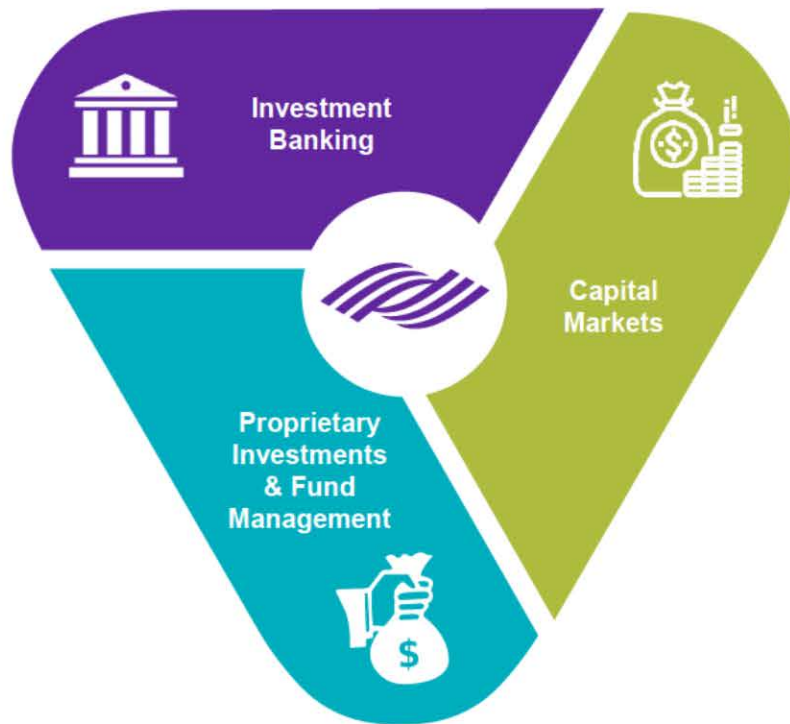 Investment
Banking
Capital
Markets
Proprietary
Investments
& Fund
Management
$
$